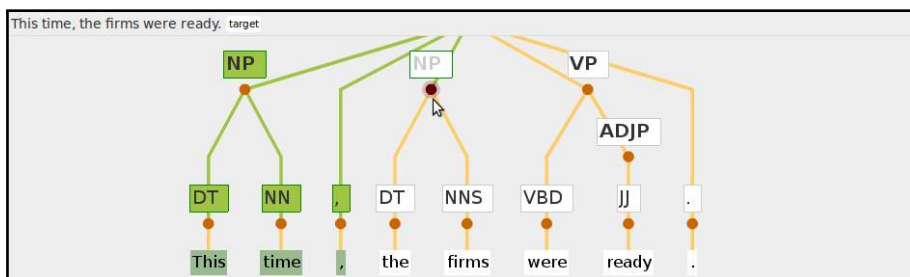 This time, the firms were ready. target
NP NP VP
ADJP
DT NN , DT NNS VBD JJ .
This time , the firms were ready .